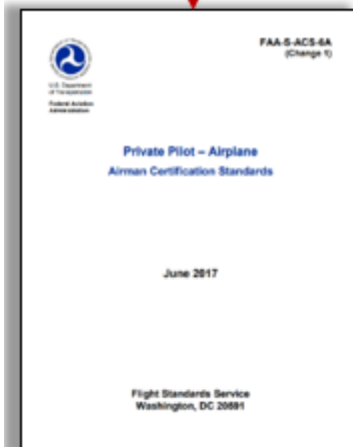 FAA-S-ACS-6A
(Change 1)
U.S. Department
of Transportation
Federal Aviation
Administration
Private Pilot – Airplane
Airman Certification Standards
June 2017
Flight Standards Service
Washington, DC 20591